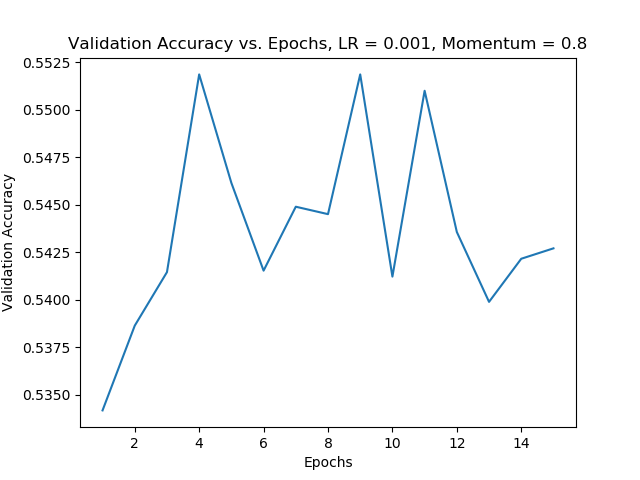 Validation Accuracy vs. Epochs, LR = 0.001, Momentum = 0.8
0.5525
0.5500
0.5475
0.5450
0.5425
0.5400
0.5375
0.5350
Validation Accuracy
2 4 6 8 10 12 14
Epochs